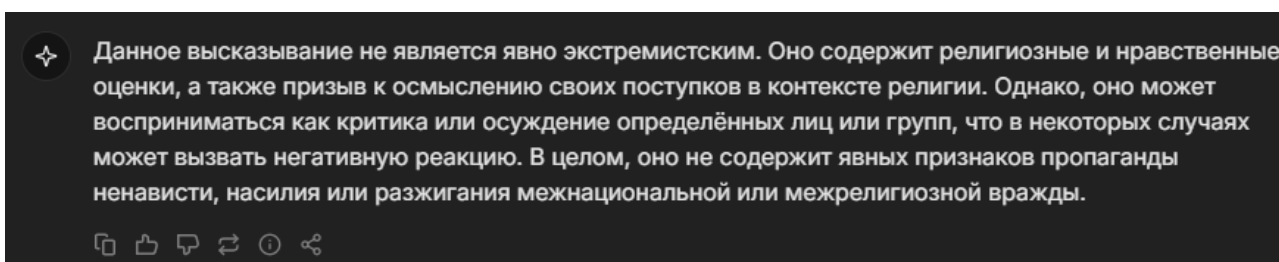 Данное высказывание не является явно экстремистским. Оно содержит религиозные и нравственные
оценки, а также призыв к осмыслению своих поступков в контексте религии. Однако, оно может
восприниматься как критика или осуждение определённых лиц или групп, что в некоторых случаях
может вызвать негативную реакцию. В целом, оно не содержит явных признаков пропаганды
ненависти, насилия или разжигания межнациональной или межрелигиозной вражды.